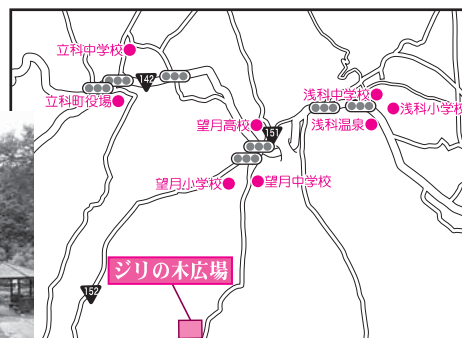 立科中学校
142
立科町役場
浅科中学校
浅科小学校
望月高校
浅科温泉
151
望月小学校
望月中学校
ジリの木広場
152